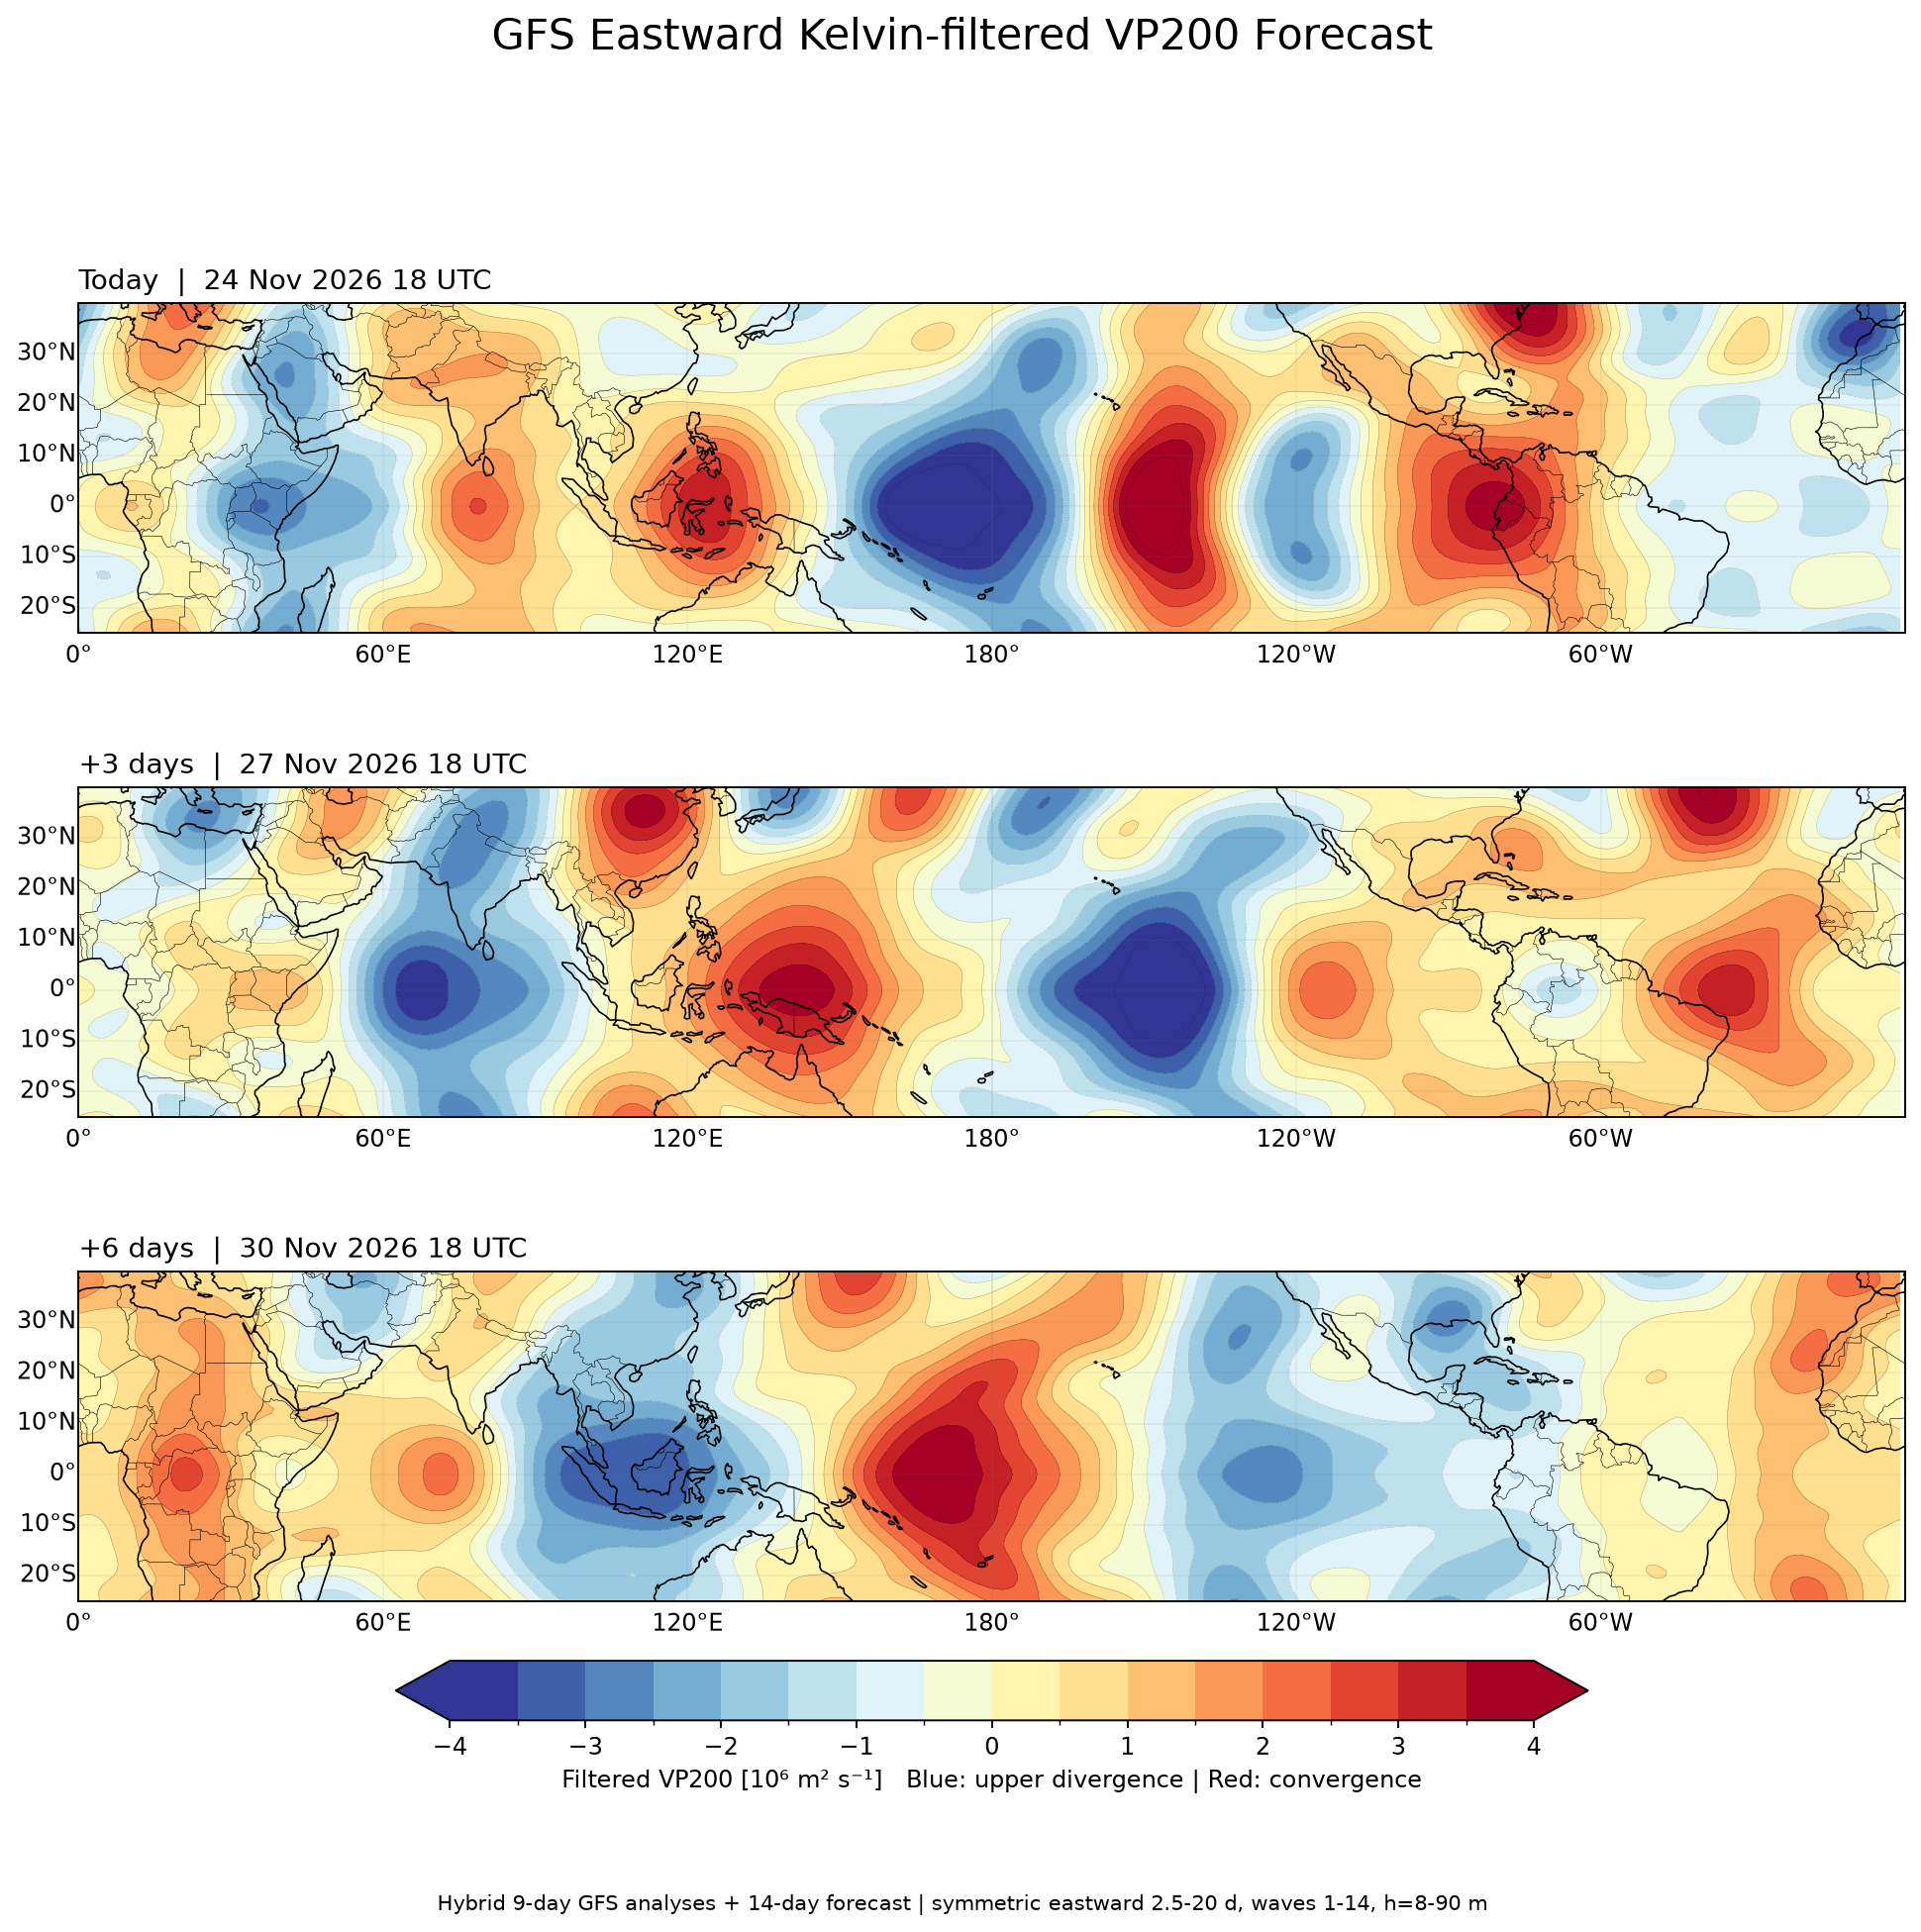 GFS Eastward Kelvin-filtered VP200 Forecast
Today | 24 Nov 2026 18 UTC
30°N
20°N
10°N
0°
10°S
20°S
0° 60°E 120°E 180° 120°W 60°W
+3 days | 27 Nov 2026 18 UTC
30°N
20°N
10°N
0°
10°S
20°S
0° 60°E 120°E 180° 120°W 60°W
+6 days | 30 Nov 2026 18 UTC
30°N
20°N
10°N
0°
10°S
20°S
0° 60°E 120°E 180° 120°W 60°W
−4 −3 −2 −1 0 1 2 3 4
Filtered VP200 [10⁶ m² s⁻¹] Blue: upper divergence | Red: convergence
Hybrid 9-day GFS analyses + 14-day forecast | symmetric eastward 2.5-20 d, waves 1-14, h=8-90 m